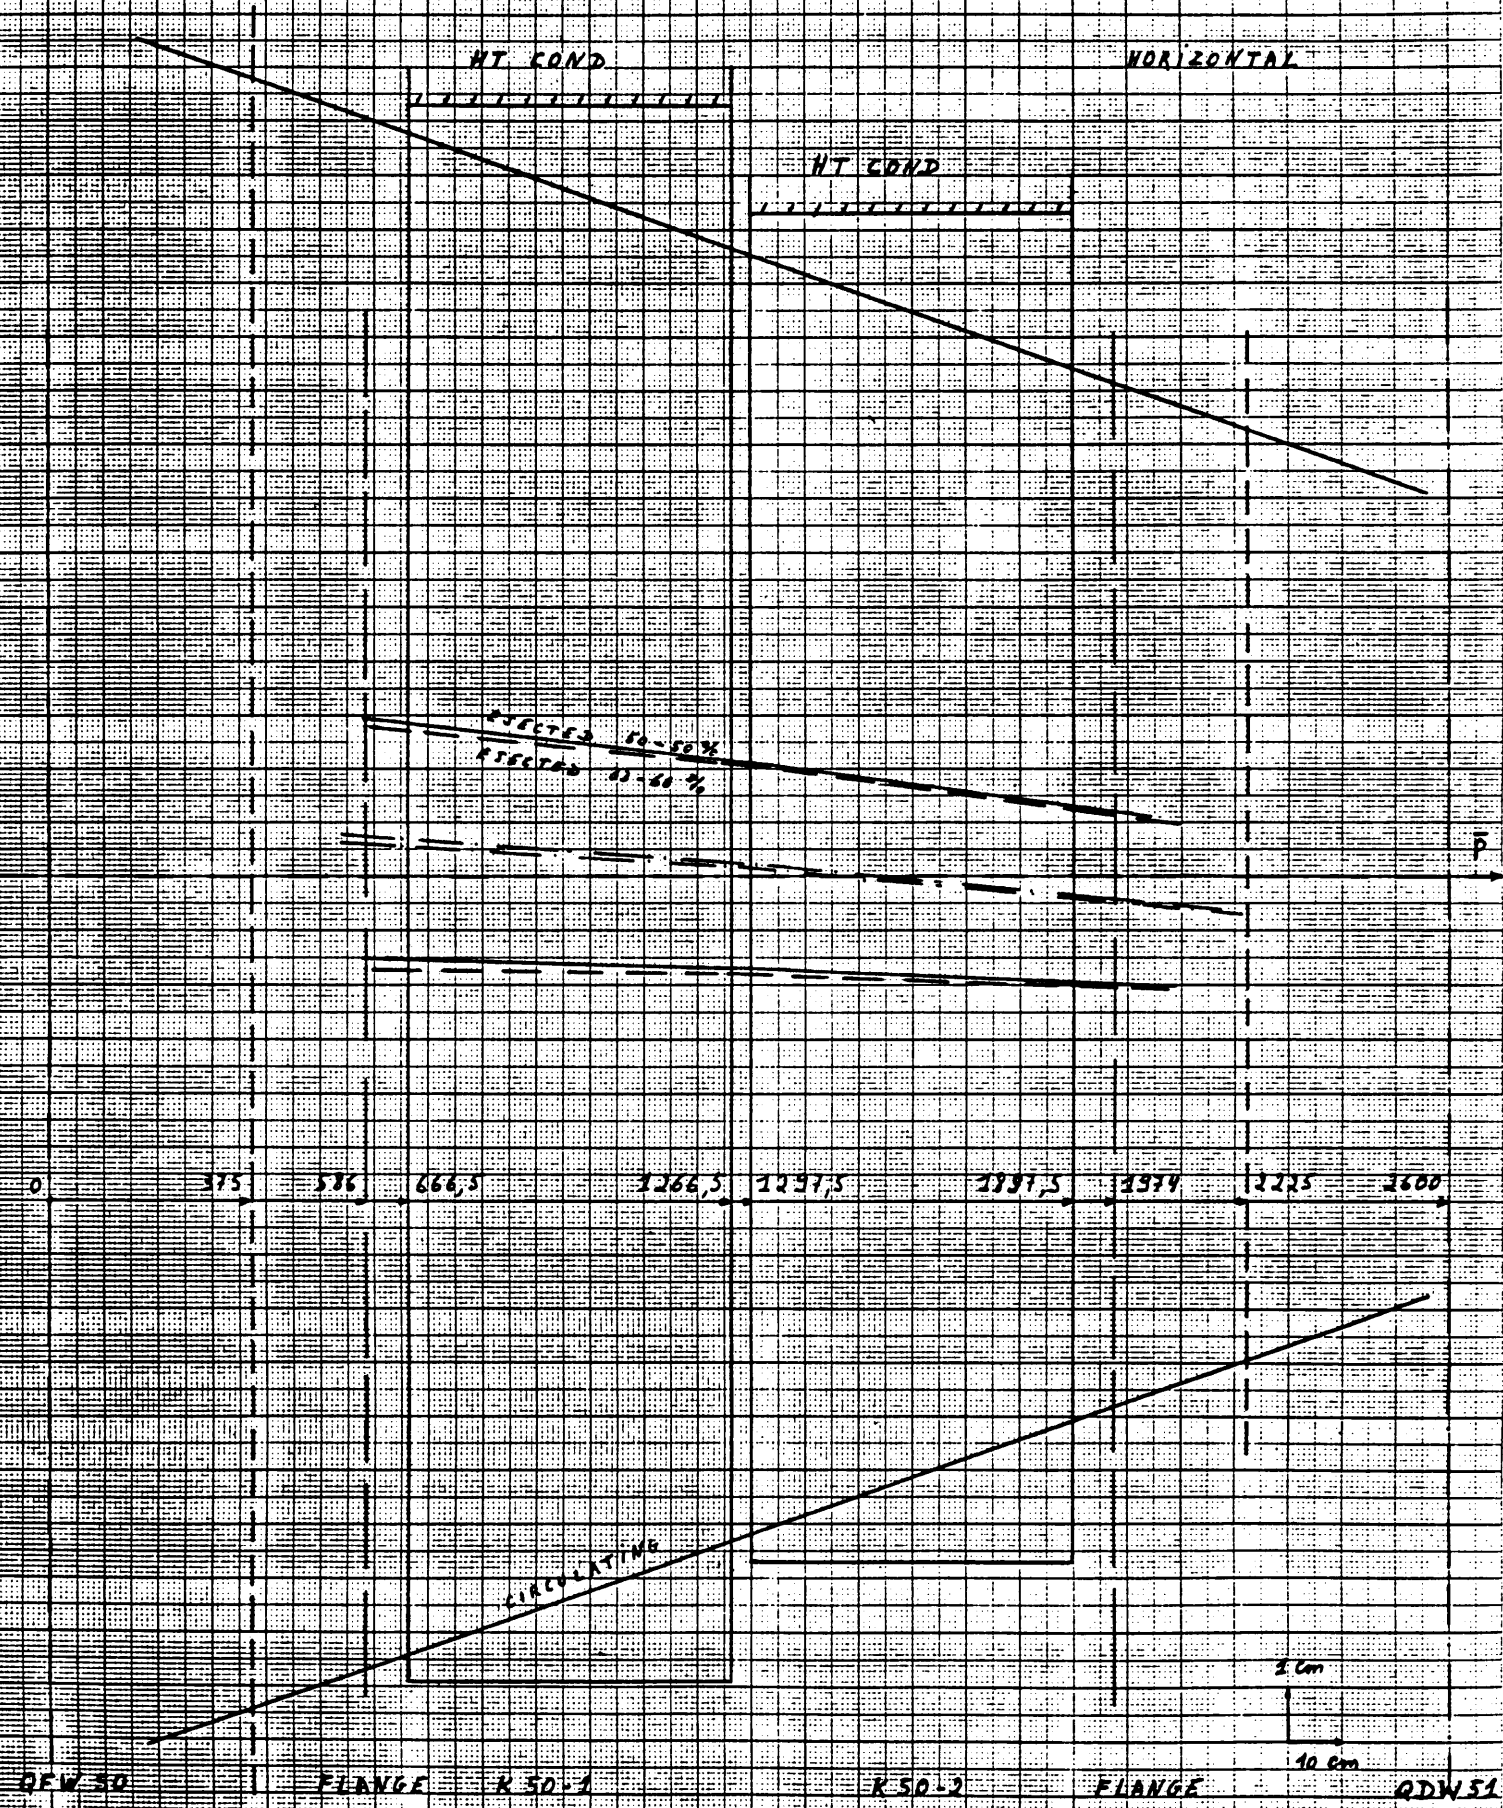 HT COND
HORIZONTAL
HT COND
EJECTED 50-50 %
EJECTED
p̄
0 375 586 666,5 1266,5 1297,5 1897,5 1974 2225 2600
CIRCULATING
1 cm
10 cm
QFW 50 FLANGE K 50-1 K 50-2 FLANGE QDW 51